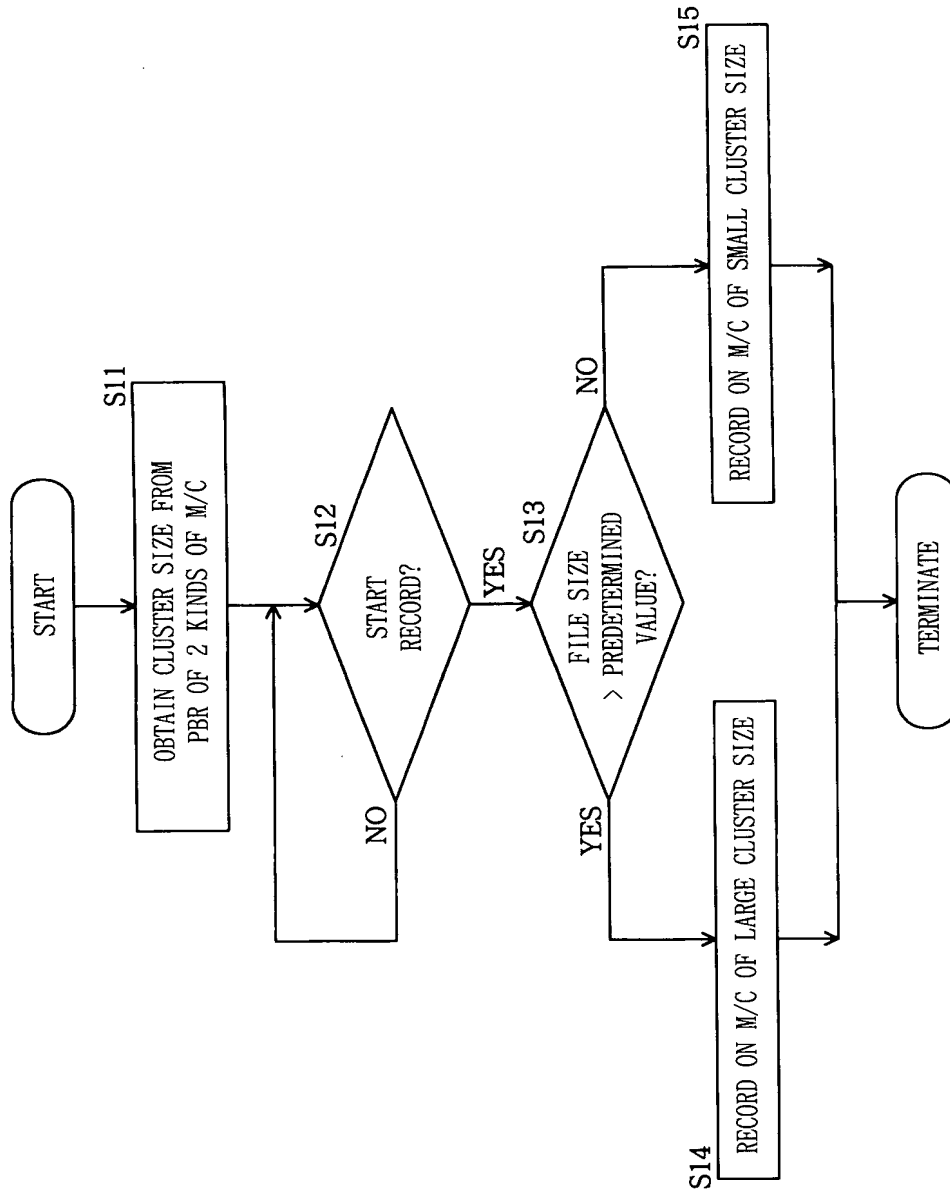 START
S11
OBTAIN CLUSTER SIZE FROM
PBR OF 2 KINDS OF M/C
S12
START
RECORD?
NO
YES
S13
FILE SIZE
> PREDETERMINED
VALUE?
YES
NO
S14
RECORD ON M/C OF LARGE CLUSTER SIZE
S15
RECORD ON M/C OF SMALL CLUSTER SIZE
TERMINATE